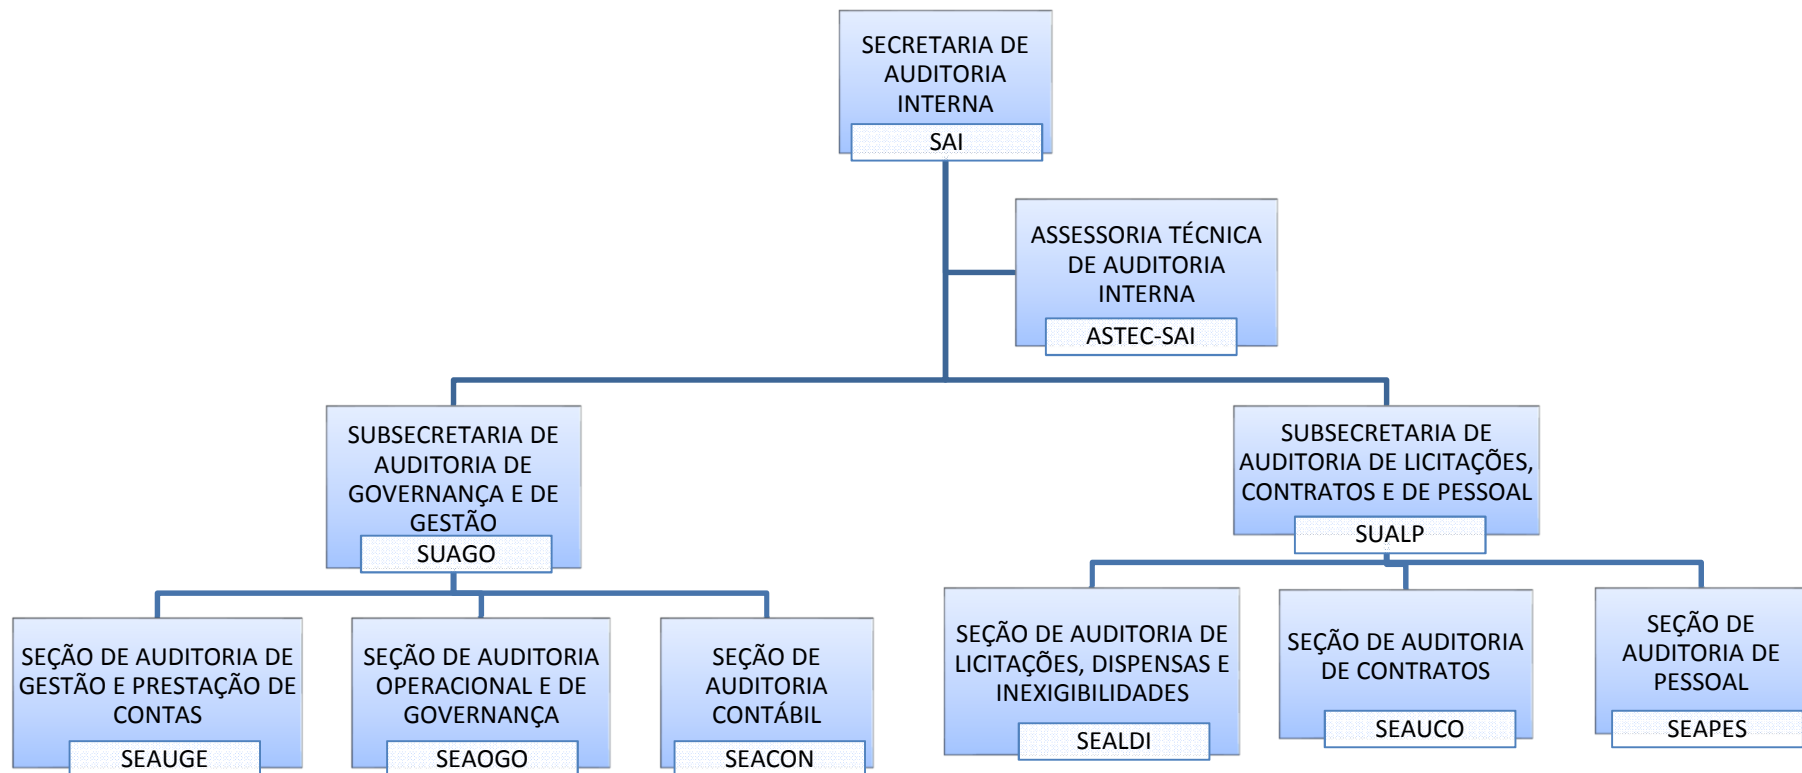 SECRETARIA DE
AUDITORIA
INTERNA
SAI
ASSESSORIA TÉCNICA
DE AUDITORIA
INTERNA
ASTEC-SAI
SUBSECRETARIA DE
AUDITORIA DE
GOVERNANÇA E DE
GESTÃO
SUAGO
SUBSECRETARIA DE
AUDITORIA DE LICITAÇÕES,
CONTRATOS E DE PESSOAL
SUALP
SEÇÃO DE AUDITORIA DE
GESTÃO E PRESTAÇÃO DE
CONTAS
SEAUGE
SEÇÃO DE AUDITORIA
OPERACIONAL E DE
GOVERNANÇA
SEAOGO
SEÇÃO DE
AUDITORIA
CONTÁBIL
SEACON
SEÇÃO DE AUDITORIA DE
LICITAÇÕES, DISPENSAS E
INEXIGIBILIDADES
SEALDI
SEÇÃO DE AUDITORIA
DE CONTRATOS
SEAUCO
SEÇÃO DE
AUDITORIA DE
PESSOAL
SEAPES